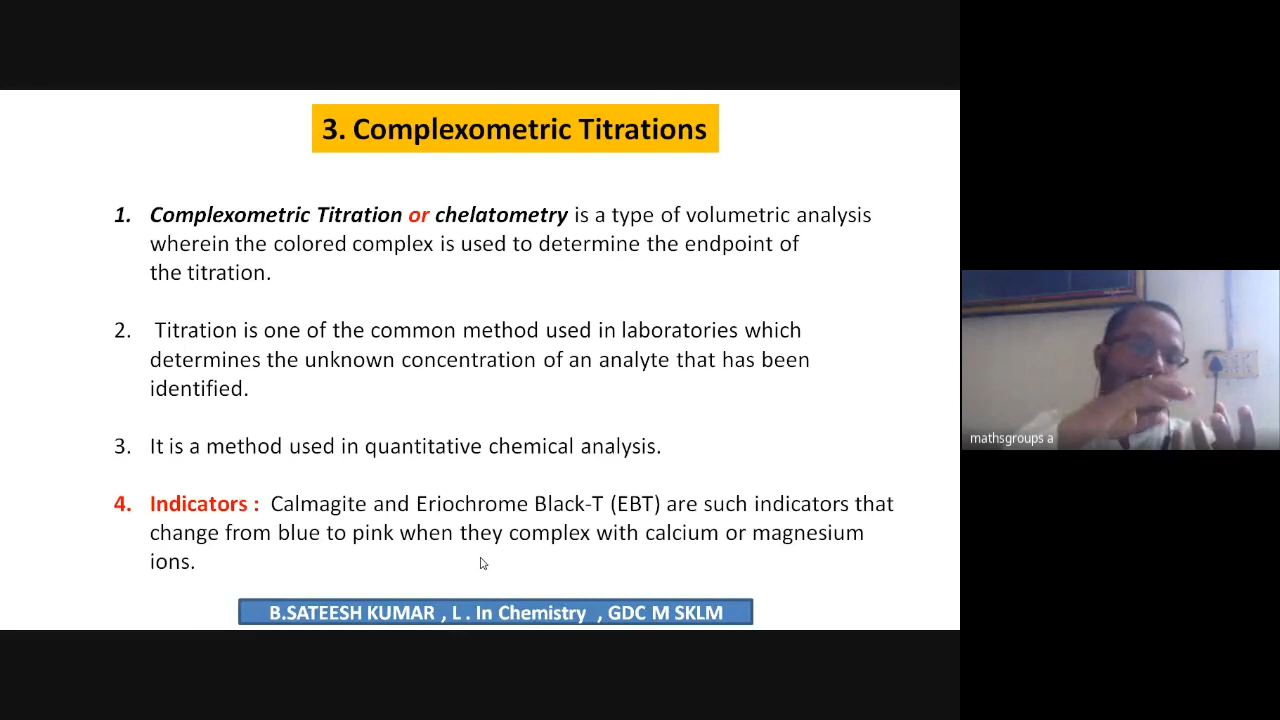 3. Complexometric Titrations
1. Complexometric Titration or chelatometry is a type of volumetric analysis
wherein the colored complex is used to determine the endpoint of
the titration.
2. Titration is one of the common method used in laboratories which
determines the unknown concentration of an analyte that has been
identified.
3. It is a method used in quantitative chemical analysis.
4. Indicators : Calmagite and Eriochrome Black-T (EBT) are such indicators that
change from blue to pink when they complex with calcium or magnesium
ions.
B.SATEESH KUMAR , L . In Chemistry , GDC M SKLM
mathsgroups a